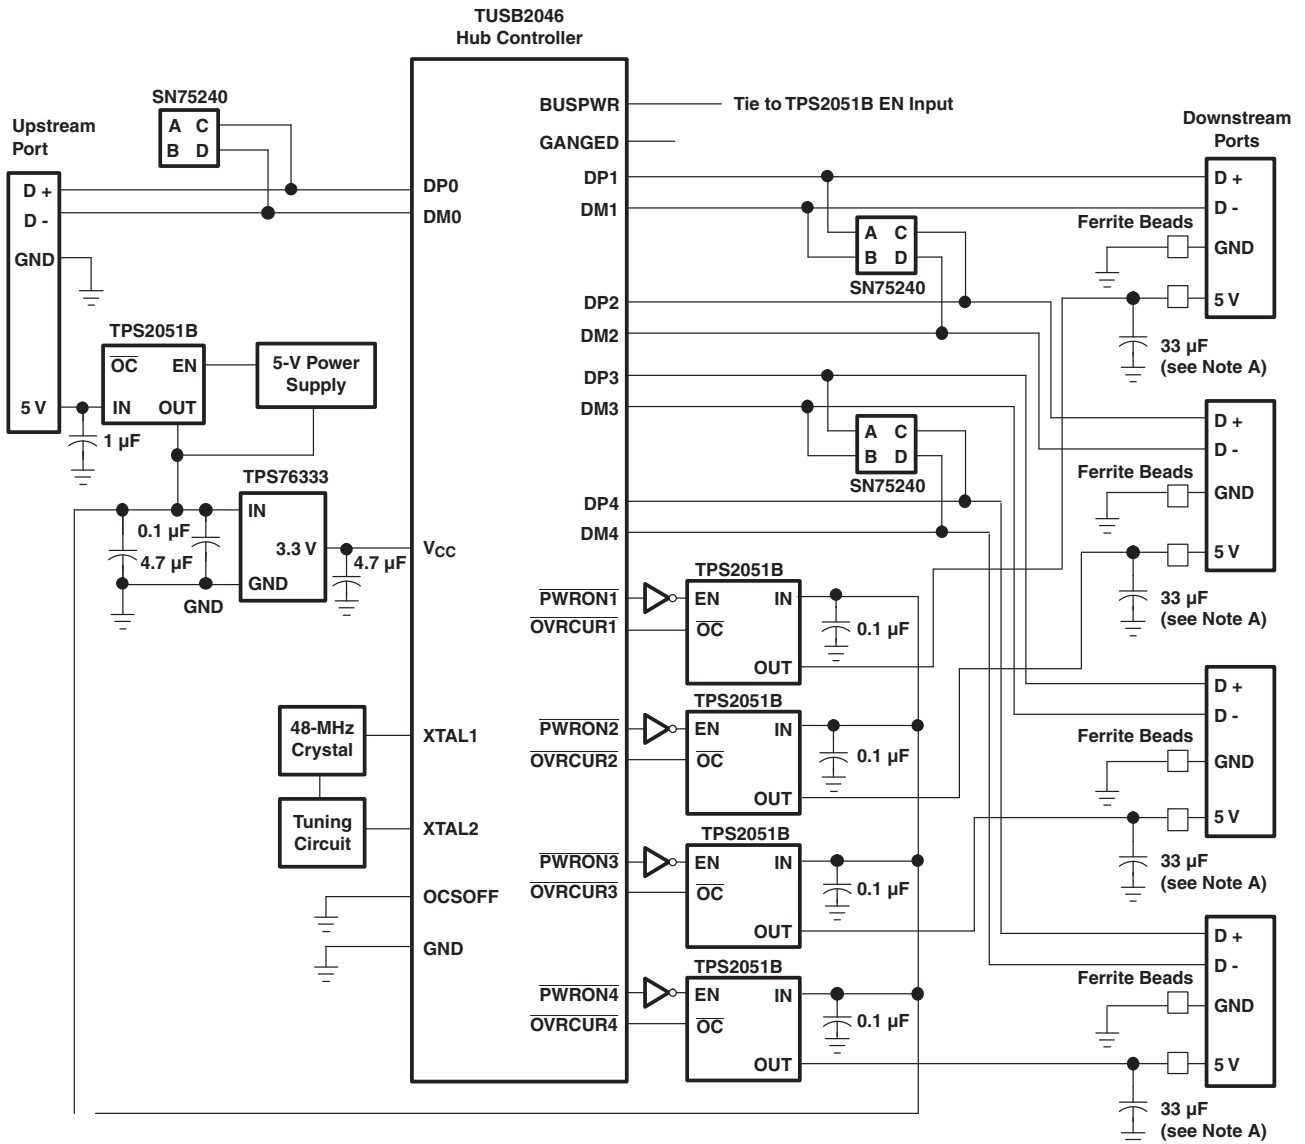 TUSB2046
Hub Controller
SN75240
A C
B D
Upstream
Port
D +
D -
GND
5 V
TPS2051B
OC EN
IN OUT
5-V Power
Supply
1 µF
TPS76333
IN
3.3 V
GND
0.1 µF
4.7 µF
GND
4.7 µF
48-MHz
Crystal
Tuning
Circuit
DP0
DM0
VCC
XTAL1
XTAL2
OCSOFF
GND
BUSPWR
Tie to TPS2051B EN Input
GANGED
DP1
DM1
DP2
DM2
DP3
DM3
DP4
DM4
PWRON1
OVRCUR1
PWRON2
OVRCUR2
PWRON3
OVRCUR3
PWRON4
OVRCUR4
A C
B D
SN75240
A C
B D
SN75240
TPS2051B
EN IN
OC
OUT
0.1 µF
TPS2051B
EN IN
OC
OUT
0.1 µF
TPS2051B
EN IN
OC
OUT
0.1 µF
TPS2051B
EN IN
OC
OUT
0.1 µF
Downstream
Ports
D +
D -
Ferrite Beads
GND
5 V
33 µF
(see Note A)
D +
D -
Ferrite Beads
GND
5 V
33 µF
(see Note A)
D +
D -
Ferrite Beads
GND
5 V
33 µF
(see Note A)
D +
D -
Ferrite Beads
GND
5 V
33 µF
(see Note A)